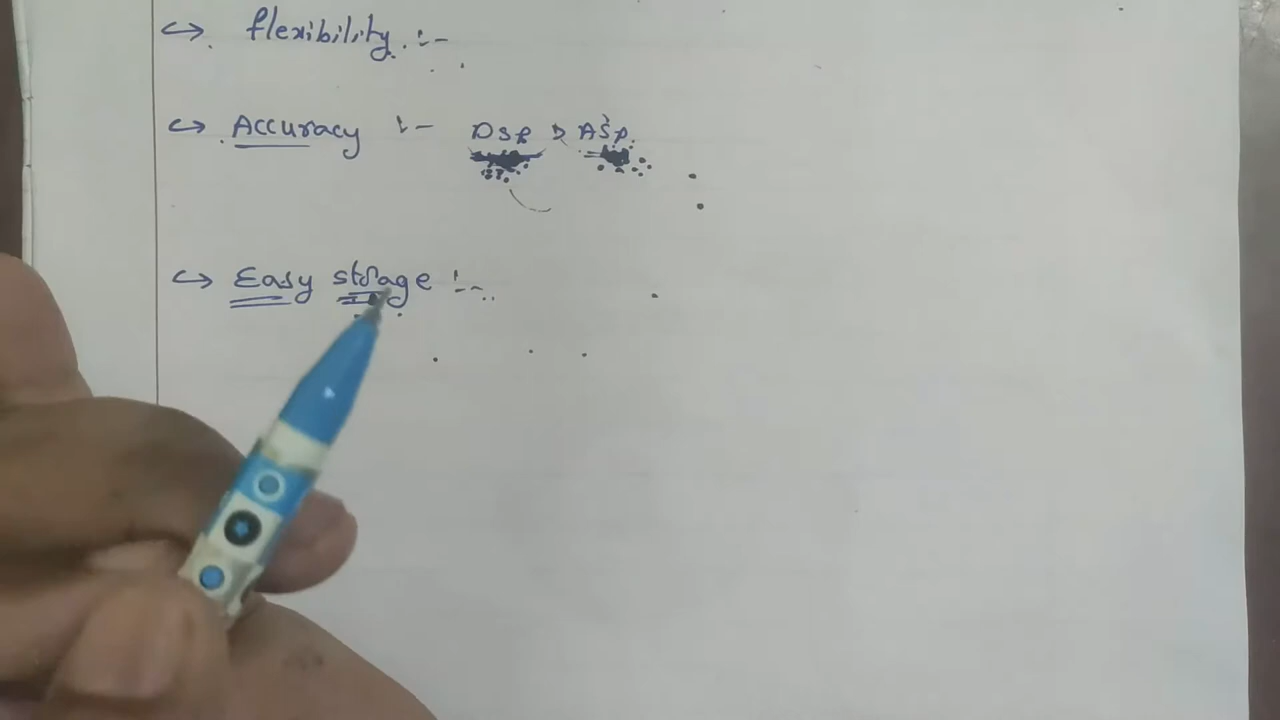 ↔ flexibility :-
↔ Accuracy :- DSP > ASP.
↔ Easy storage :-